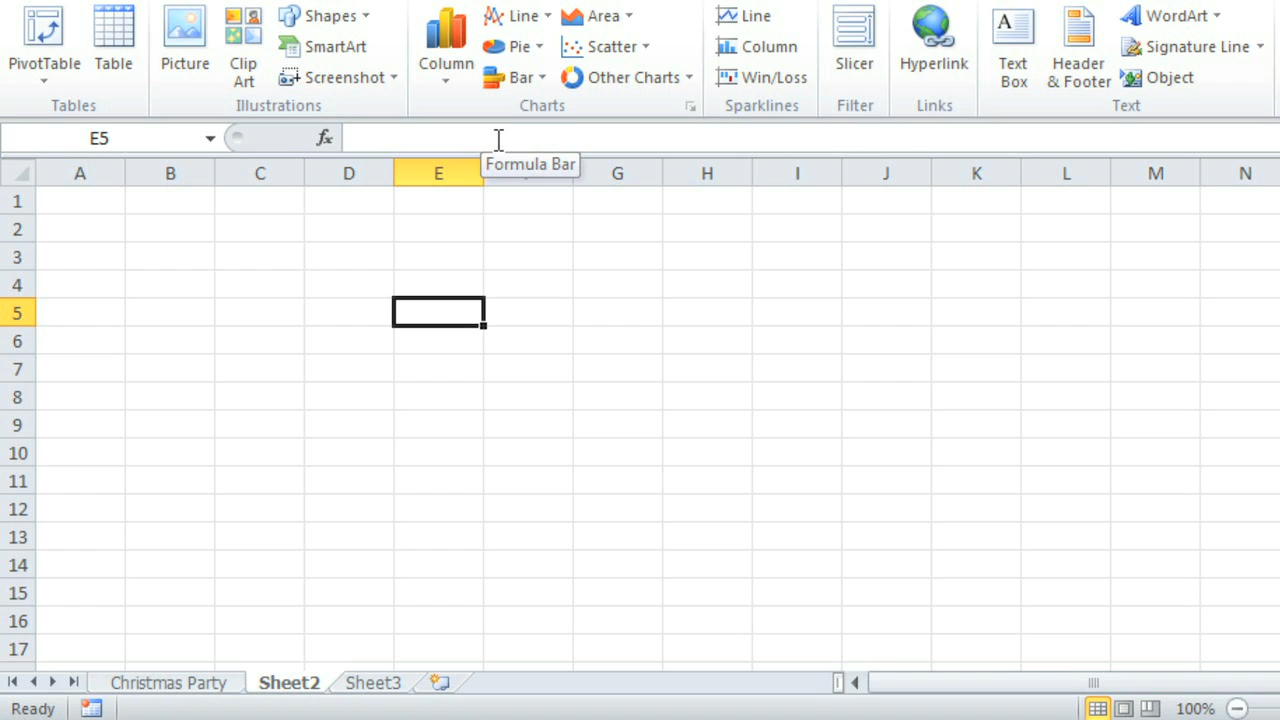 Shapes Line Area Line WordArt
SmartArt Pie Scatter Column Signature Line
PivotTable Table Picture Clip Art Screenshot Column Bar Other Charts Win/Loss Slicer Hyperlink Text Box Header & Footer Object
Tables Illustrations Charts Sparklines Filter Links Text
E5 fx
Formula Bar
A B C D E G H I J K L M N
1
2
3
4
5
6
7
8
9
10
11
12
13
14
15
16
17
Christmas Party Sheet2 Sheet3
Ready 100%